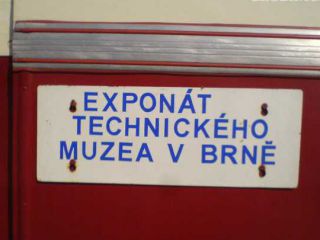 EXPONÁT
TECHNICKÉHO
MUZEA V BRNĚ